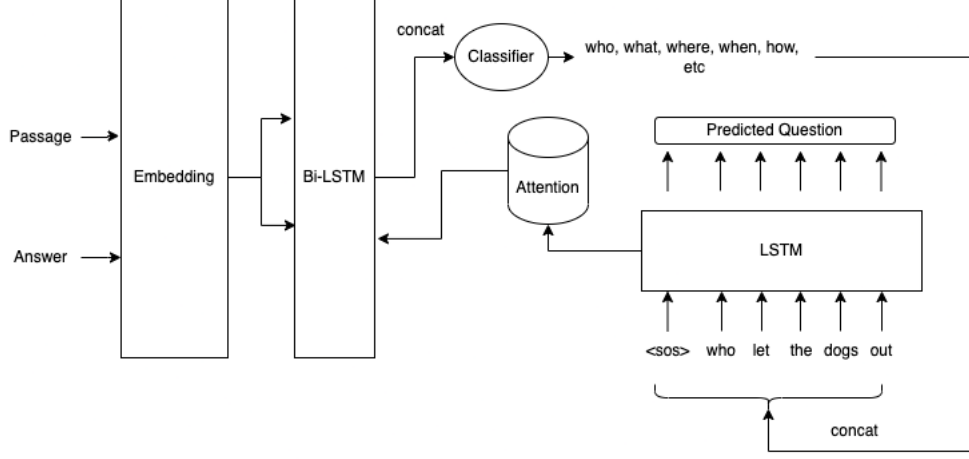 concat
Classifier
who, what, where, when, how,
etc
Passage
Embedding
Bi-LSTM
Attention
Predicted Question
Answer
LSTM
<sos> who let the dogs out
concat